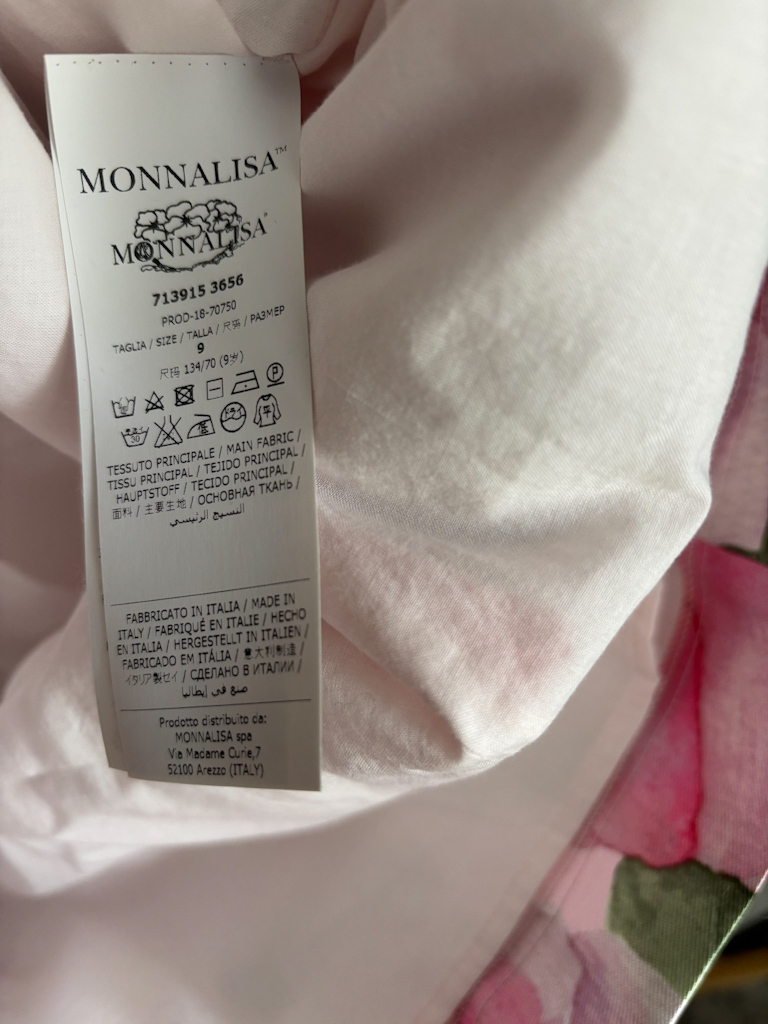 MONNALISA™
MONNALISA®
713915 3656
PROD-18-70750
TAGLIA / SIZE / TALLA / 尺码 / РАЗМЕР
9
尺码 134/70 (9岁)
30
TESSUTO PRINCIPALE / MAIN FABRIC /
TISSU PRINCIPAL / TEJIDO PRINCIPAL /
HAUPTSTOFF / TECIDO PRINCIPAL /
面料 / 主要生地 / ОСНОВНАЯ ТКАНЬ /
النسيج الرئيسي
FABBRICATO IN ITALIA / MADE IN
ITALY / FABRIQUÉ EN ITALIE / HECHO
EN ITALIA / HERGESTELLT IN ITALIEN /
FABRICADO EM ITÁLIA / 意大利制造 /
イタリア製 / СДЕЛАНО В ИТАЛИИ /
صنع في إيطاليا
Prodotto distribuito da:
MONNALISA spa
Via Madame Curie,7
52100 Arezzo (ITALY)